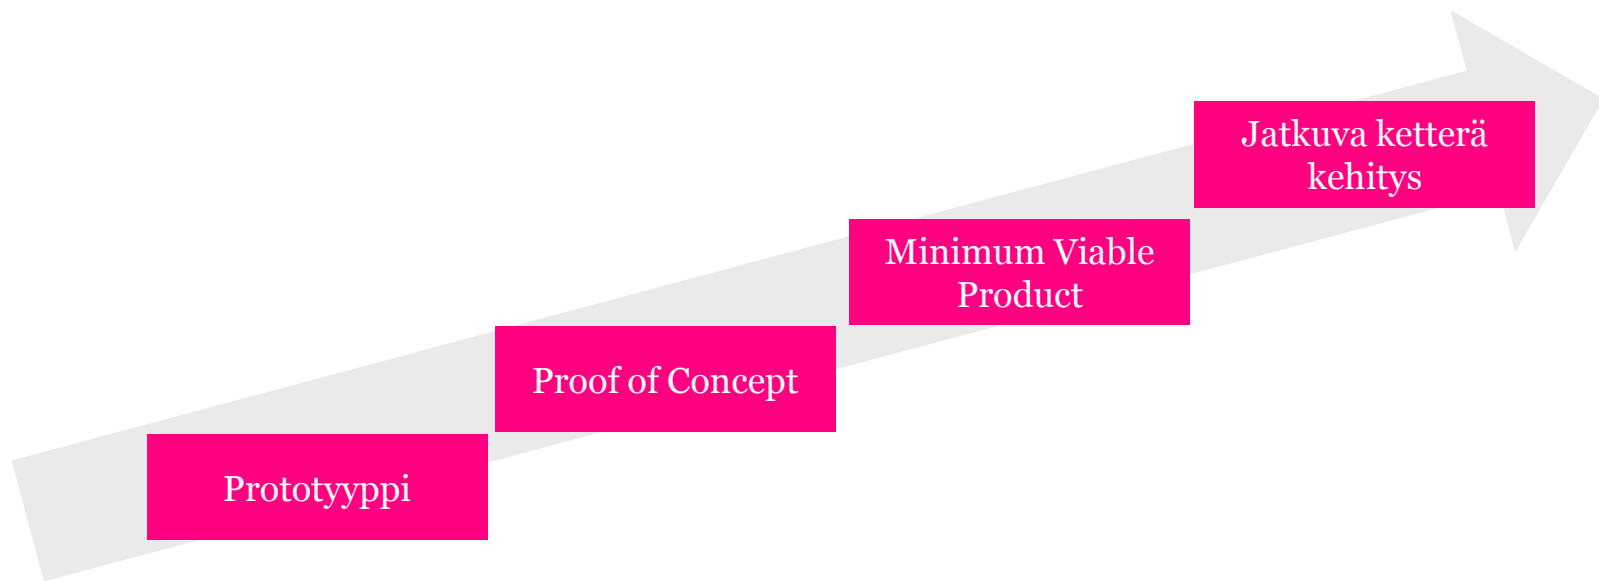 Jatkuva ketterä
kehitys
Minimum Viable
Product
Proof of Concept
Prototyyppi